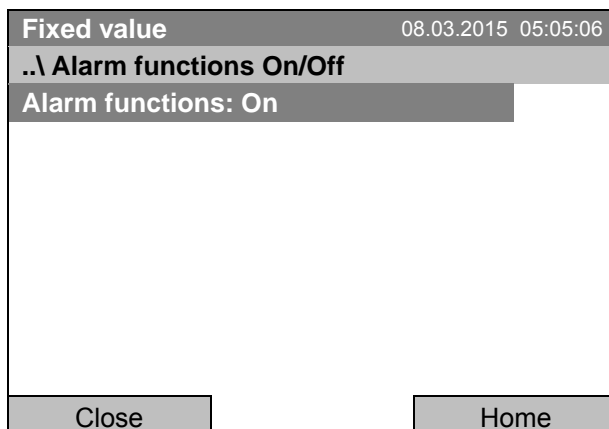 Fixed value 08.03.2015 05:05:06
..\ Alarm functions On/Off
Alarm functions: On
Close Home